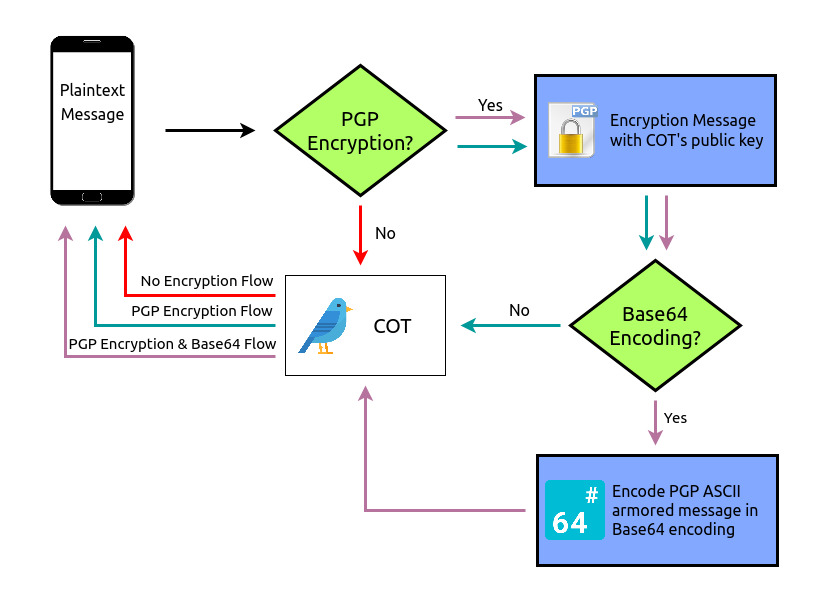 Plaintext
Message
PGP
Encryption?
Yes
PGP
Encryption Message
with COT's public key
No
No Encryption Flow
PGP Encryption Flow
PGP Encryption & Base64 Flow
COT
No
Base64
Encoding?
Yes
#
64
Encode PGP ASCII
armored message in
Base64 encoding